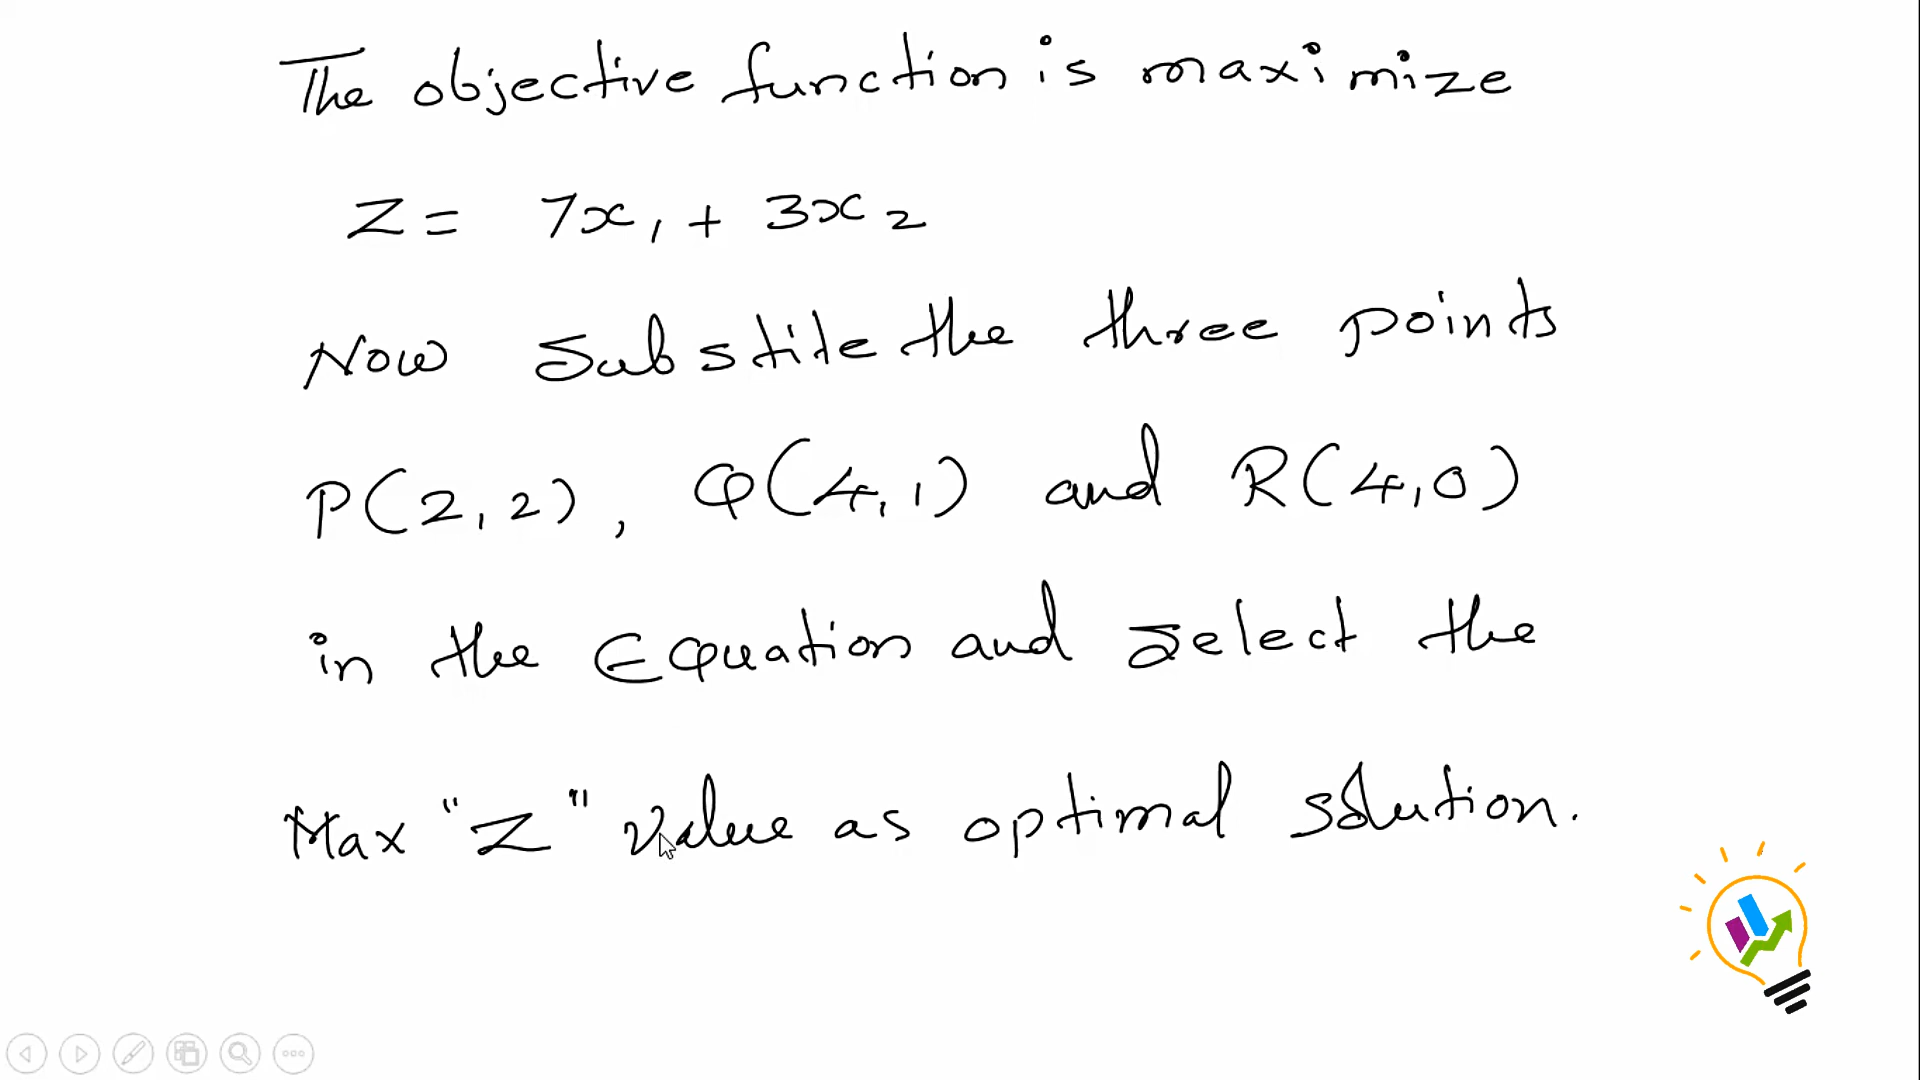 The objective function is maximize
Z = 7x₁ + 3x₂
Now Substite the three points
P(2,2), Q(4,1) and R(4,0)
in the Equation and select the
Max "Z" value as optimal solution.